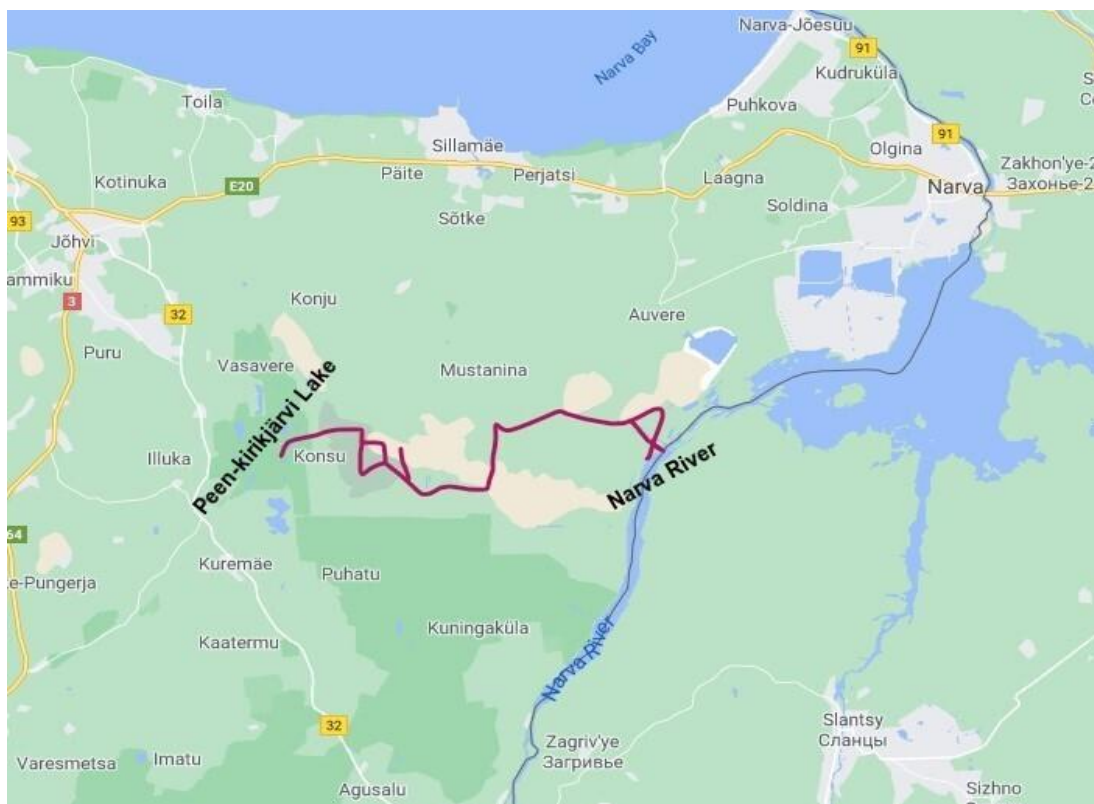 Narva-Jõesuu
91
Narva Bay
Kudruküla
Toila
Puhkova
Sillamäe
91
Olgina
Päite
Perjatsi
Laagna
Zakhon'ye-2
Захонье-2
Kotinuka
E20
Narva
Soldina
Sõtke
93
Jõhvi
ammiku
3
Konju
32
Auvere
Puru
Vasavere
Mustanina
Peen-kirikjärvi Lake
Illuka
Konsu
Narva River
64
Kuremäe
e-Pungerja
Puhatu
Kaatermu
Kuningaküla
Narva River
32
Slantsy
Сланцы
Zagriv'ye
Загривье
Varesmetsa
Imatu
Agusalu
Sizhno